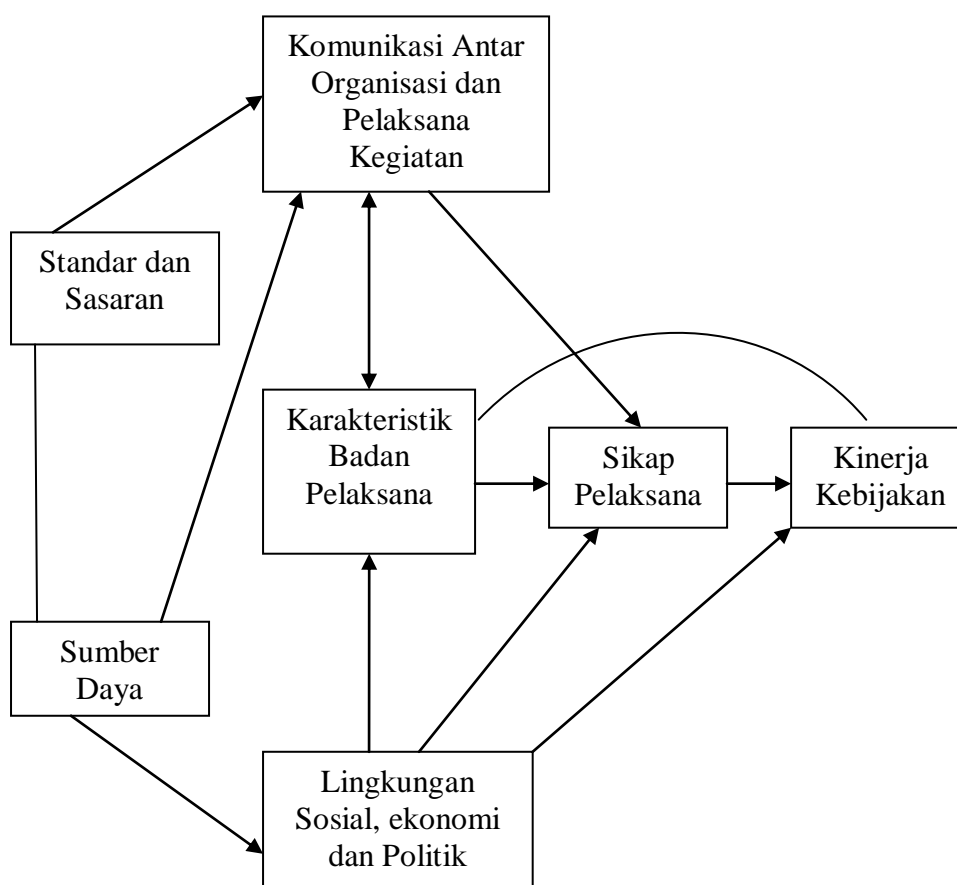 Komunikasi Antar
Organisasi dan
Pelaksana
Kegiatan
Standar dan
Sasaran
Karakteristik
Badan
Pelaksana
Sikap
Pelaksana
Kinerja
Kebijakan
Sumber
Daya
Lingkungan
Sosial, ekonomi
dan Politik